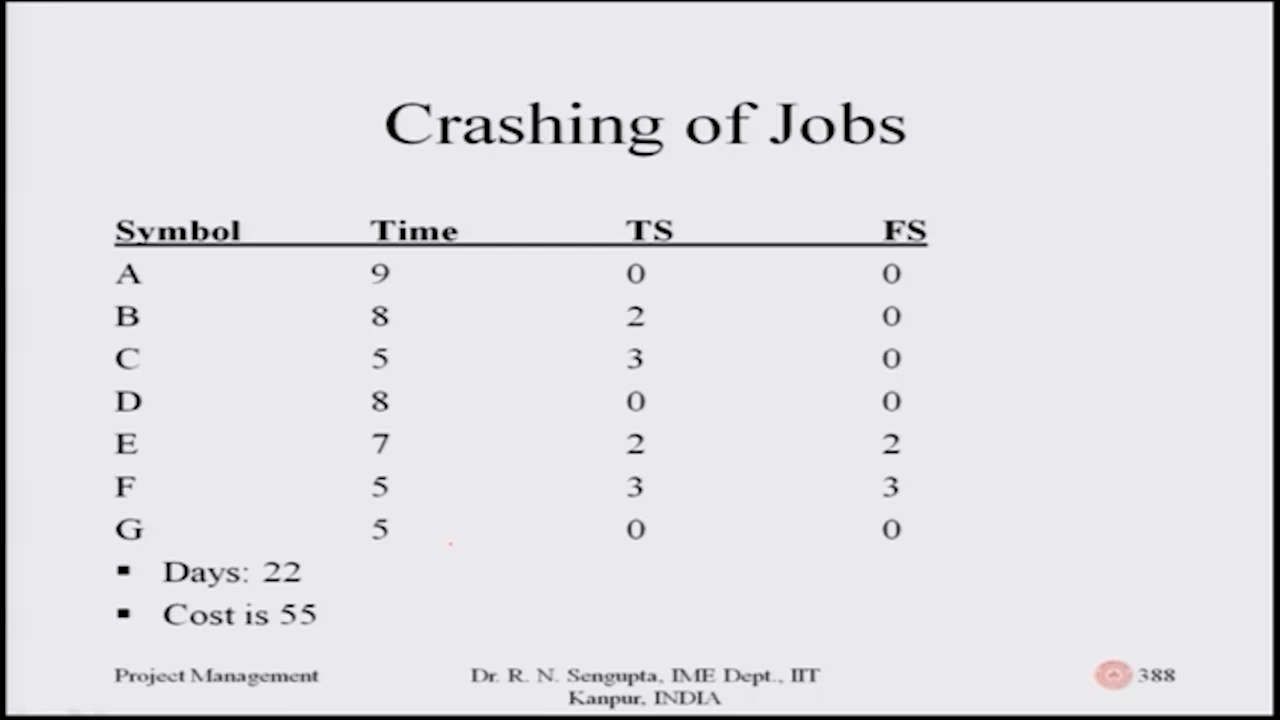 Crashing of Jobs
Symbol Time TS FS
A 9 0 0
B 8 2 0
C 5 3 0
D 8 0 0
E 7 2 2
F 5 3 3
G 5 0 0
▪ Days: 22
▪ Cost is 55
Project Management Dr. R. N. Sengupta, IME Dept., IIT 388
Kanpur, INDIA